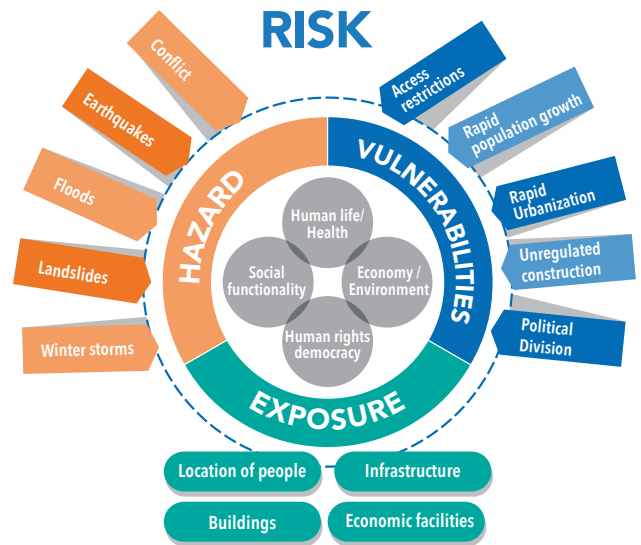 RISK
Conflict
Earthquakes
Floods
Landslides
Winter storms
Access
restrictions
Rapid
population growth
Rapid
Urbanization
Unregulated
construction
Political
Division
HAZARD
VULNERABILITIES
EXPOSURE
Human life/
Health
Social
functionality
Economy /
Environment
Human rights
democracy
Location of people
Infrastructure
Buildings
Economic facilities